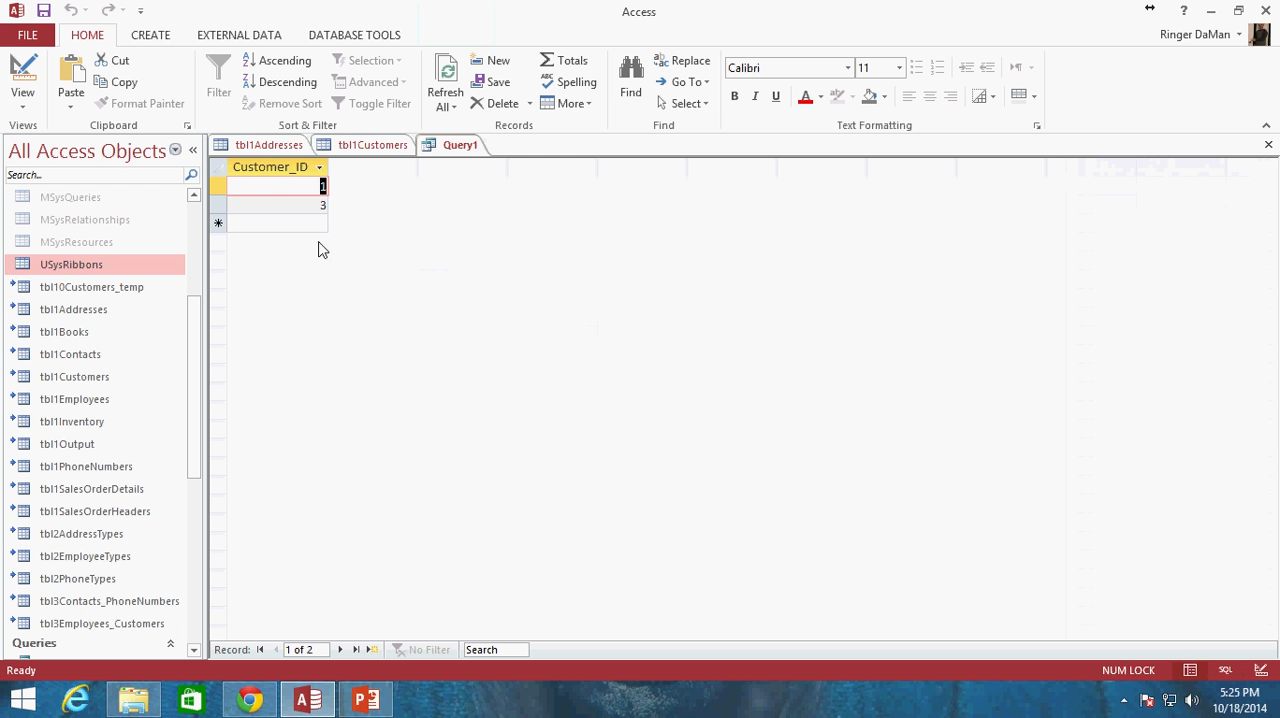 Access
FILE HOME CREATE EXTERNAL DATA DATABASE TOOLS Ringer DaMan
View
Views
Paste
Cut
Copy
Format Painter
Clipboard
Filter
Ascending
Descending
Remove Sort
Selection
Advanced
Toggle Filter
Sort & Filter
Refresh
All
New
Save
Delete
Totals
Spelling
More
Records
Find
Replace
Go To
Select
Find
Calibri 11
B I U A
Text Formatting
All Access Objects
Search...
MSysQueries
MSysRelationships
MSysResources
USysRibbons
tbl10Customers_temp
tbl1Addresses
tbl1Books
tbl1Contacts
tbl1Customers
tbl1Employees
tbl1Inventory
tbl1Output
tbl1PhoneNumbers
tbl1SalesOrderDetails
tbl1SalesOrderHeaders
tbl2AddressTypes
tbl2EmployeeTypes
tbl2PhoneTypes
tbl3Contacts_PhoneNumbers
tbl3Employees_Customers
Queries
tbl1Addresses tbl1Customers Query1
Customer_ID
1
3
Record: 1 of 2 No Filter Search
Ready NUM LOCK SQL
5:25 PM
10/18/2014